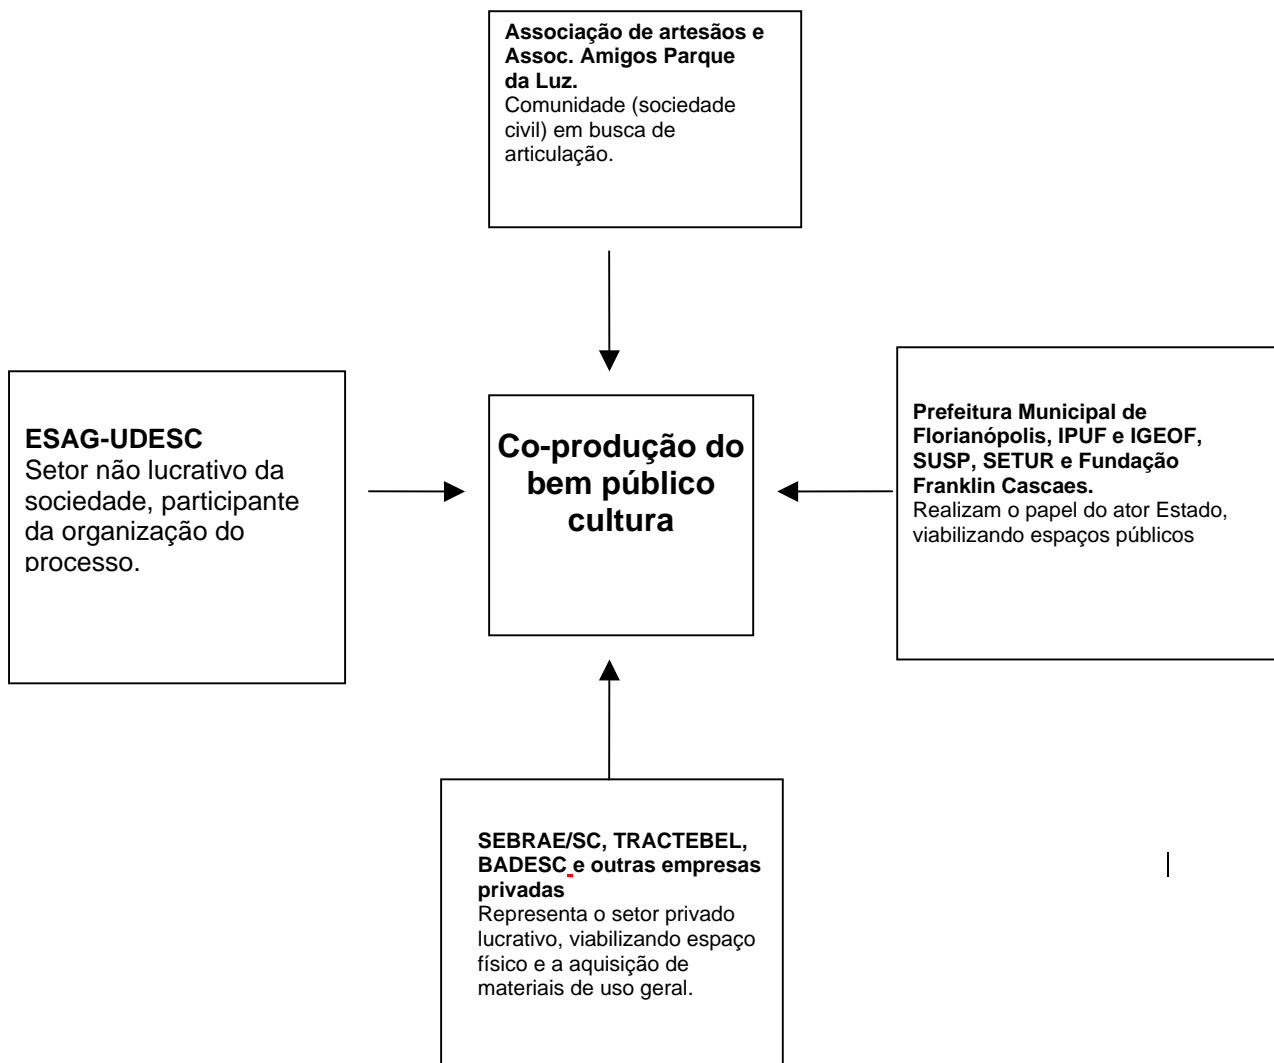 Associação de artesãos e
Assoc. Amigos Parque
da Luz.
Comunidade (sociedade
civil) em busca de
articulação.
ESAG-UDESC
Setor não lucrativo da
sociedade, participante
da organização do
processo.
Co-produção do
bem público
cultura
Prefeitura Municipal de
Florianópolis, IPUF e IGEOF,
SUSP, SETUR e Fundação
Franklin Cascaes.
Realizam o papel do ator Estado,
viabilizando espaços públicos
SEBRAE/SC, TRACTEBEL,
BADESC e outras empresas
privadas
Representa o setor privado
lucrativo, viabilizando espaço
físico e a aquisição de
materiais de uso geral.